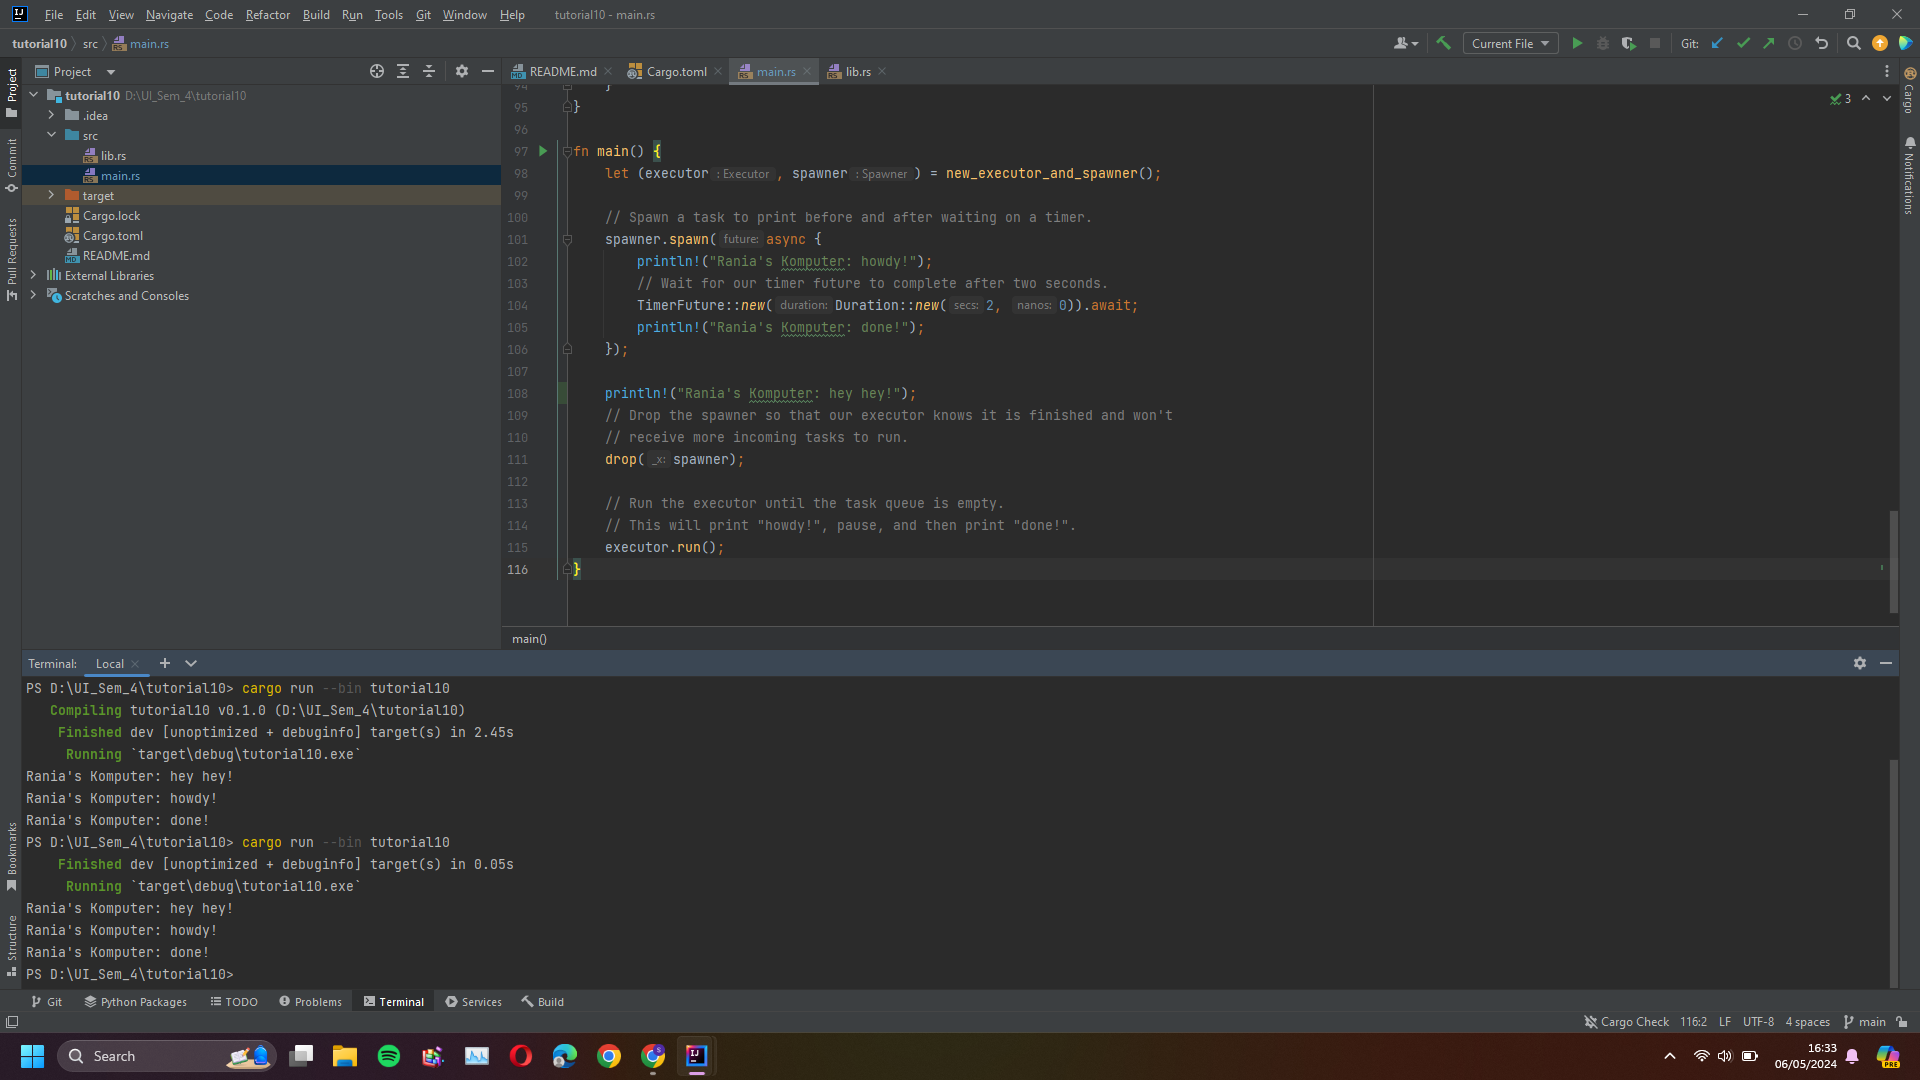 File Edit View Navigate Code Refactor Build Run Tools Git Window Help tutorial10 - main.rs
tutorial10 src main.rs Current File Git:
Project
README.md Cargo.toml main.rs lib.rs
tutorial10 D:\UI_Sem_4\tutorial10
.idea
src
lib.rs
main.rs
target
Cargo.lock
Cargo.toml
README.md
External Libraries
Scratches and Consoles
Project
Commit
Pull Requests
Bookmarks
Structure
3
94 }
95 }
96
97 fn main() {
98 let (executor : Executor , spawner : Spawner ) = new_executor_and_spawner();
99
100 // Spawn a task to print before and after waiting on a timer.
101 spawner.spawn( future: async {
102 println!("Rania's Komputer: howdy!");
103 // Wait for our timer future to complete after two seconds.
104 TimerFuture::new( duration: Duration::new( secs: 2, nanos: 0)).await;
105 println!("Rania's Komputer: done!");
106 });
107
108 println!("Rania's Komputer: hey hey!");
109 // Drop the spawner so that our executor knows it is finished and won't
110 // receive more incoming tasks to run.
111 drop( _x: spawner);
112
113 // Run the executor until the task queue is empty.
114 // This will print "howdy!", pause, and then print "done!".
115 executor.run();
116 }
main()
Cargo
Notifications
Terminal: Local
PS D:\UI_Sem_4\tutorial10> cargo run --bin tutorial10
Compiling tutorial10 v0.1.0 (D:\UI_Sem_4\tutorial10)
Finished dev [unoptimized + debuginfo] target(s) in 2.45s
Running `target\debug\tutorial10.exe`
Rania's Komputer: hey hey!
Rania's Komputer: howdy!
Rania's Komputer: done!
PS D:\UI_Sem_4\tutorial10> cargo run --bin tutorial10
Finished dev [unoptimized + debuginfo] target(s) in 0.05s
Running `target\debug\tutorial10.exe`
Rania's Komputer: hey hey!
Rania's Komputer: howdy!
Rania's Komputer: done!
PS D:\UI_Sem_4\tutorial10>
Git Python Packages TODO Problems Terminal Services Build
Cargo Check 116:2 LF UTF-8 4 spaces main
Search
16:33
06/05/2024
PRE